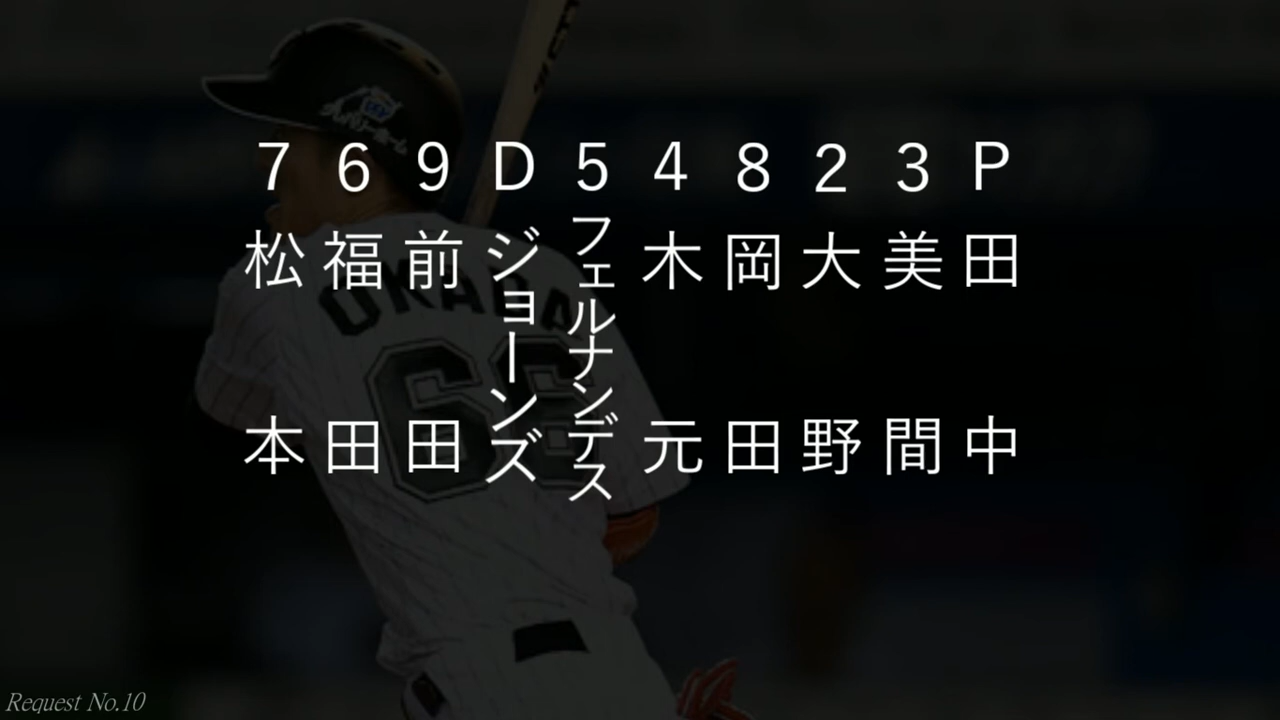 7 6 9 D 5 4 8 2 3 P
松本
福田
前田
ジョーンズ
フェルナンデス
木元
岡田
大野
美間
田中
OKADA
66
Request No.10